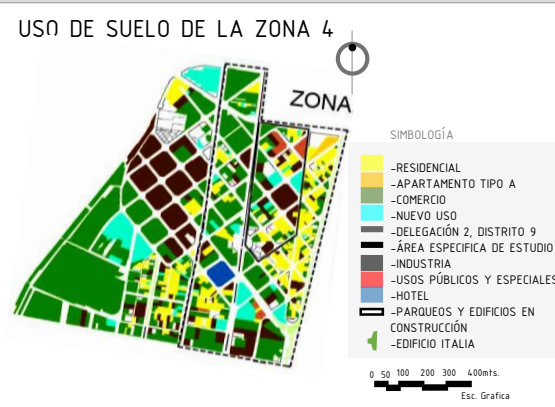 USO DE SUELO DE LA ZONA 4
ZONA
SIMBOLOGÍA
-RESIDENCIAL
-APARTAMENTO TIPO A
-COMERCIO
-NUEVO USO
-DELEGACIÓN 2, DISTRITO 9
-ÁREA ESPECIFICA DE ESTUDIO
-INDUSTRIA
-USOS PÚBLICOS Y ESPECIALES
-HOTEL
-PARQUEOS Y EDIFICIOS EN
CONSTRUCCIÓN
-EDIFICIO ITALIA
0 50 100 200 300 400mts.
Esc. Grafica